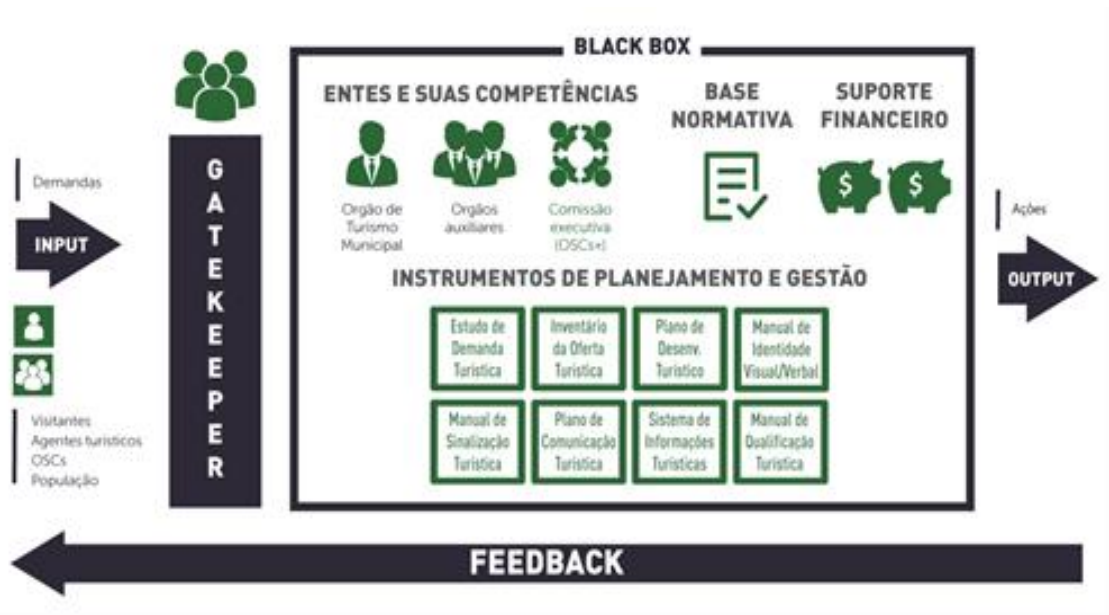 BLACK BOX
Demandas
INPUT
Visitantes
Agentes turísticos
OSCs
População
GATEKEEPER
ENTES E SUAS COMPETÊNCIAS
Orgão de
Turismo
Municipal
Orgãos
auxiliares
Comissão
executiva
(OSCs+)
BASE
NORMATIVA
SUPORTE
FINANCEIRO
$ $
INSTRUMENTOS DE PLANEJAMENTO E GESTÃO
Estudo de
Demanda
Turística
Inventário
da Oferta
Turística
Plano de
Desenv.
Turístico
Manual de
Identidade
Visual/Verbal
Manual de
Sinalização
Turística
Plano de
Comunicação
Turística
Sistema de
Informações
Turísticas
Manual de
Qualificação
Turística
Ações
OUTPUT
FEEDBACK